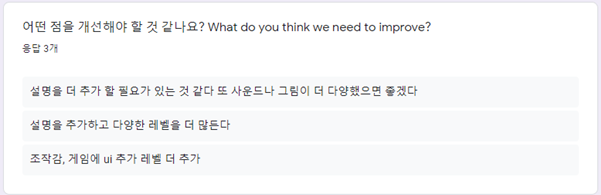 어떤 점을 개선해야 할 것 같나요? What do you think we need to improve?
응답 3개
설명을 더 추가 할 필요가 있는 것 같다 또 사운드나 그림이 더 다양했으면 좋겠다
설명을 추가하고 다양한 레벨을 더 많든다
조작감, 게임에 ui 추가 레벨 더 추가